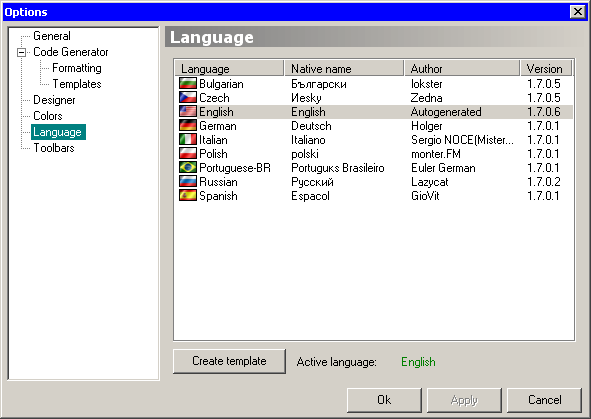 Options
General
Code Generator
Formatting
Templates
Designer
Colors
Language
Toolbars
Language
Language Native name Author Version
Bulgarian Български lokster 1.7.0.5
Czech Иesky Zedna 1.7.0.5
English English Autogenerated 1.7.0.6
German Deutsch Holger 1.7.0.1
Italian Italiano Sergio NOCE(Mister... 1.7.0.1
Polish polski monter.FM 1.7.0.1
Portuguese-BR Portuguкs Brasileiro Euler German 1.7.0.1
Russian Русский Lazycat 1.7.0.2
Spanish Espacol GioVit 1.7.0.1
Create template Active language: English
Ok Apply Cancel